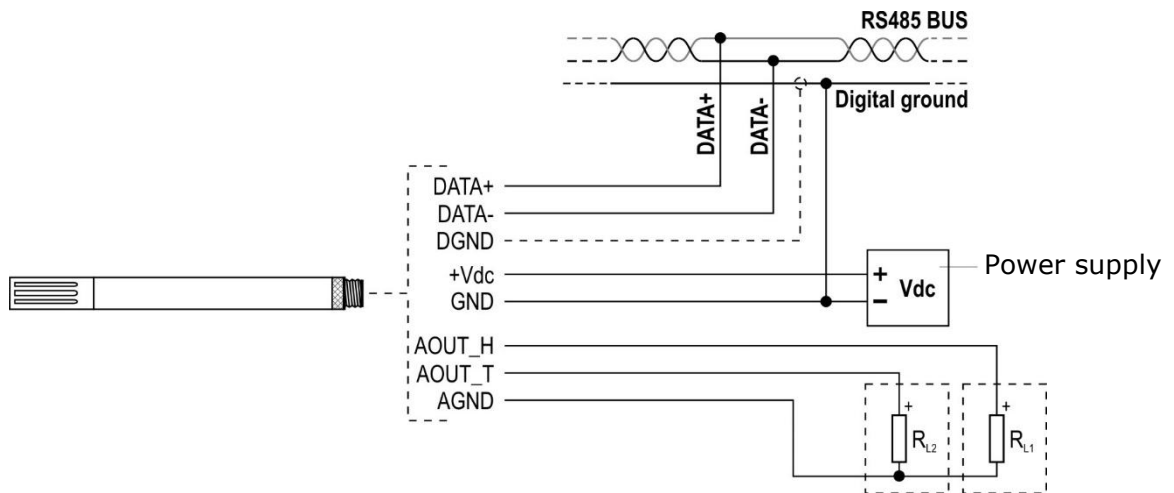 RS485 BUS
Digital ground
DATA+
DATA-
DATA+
DATA-
DGND
+Vdc
GND
+
Vdc
−
Power supply
AOUT_H
AOUT_T
AGND
+
RL2
+
RL1